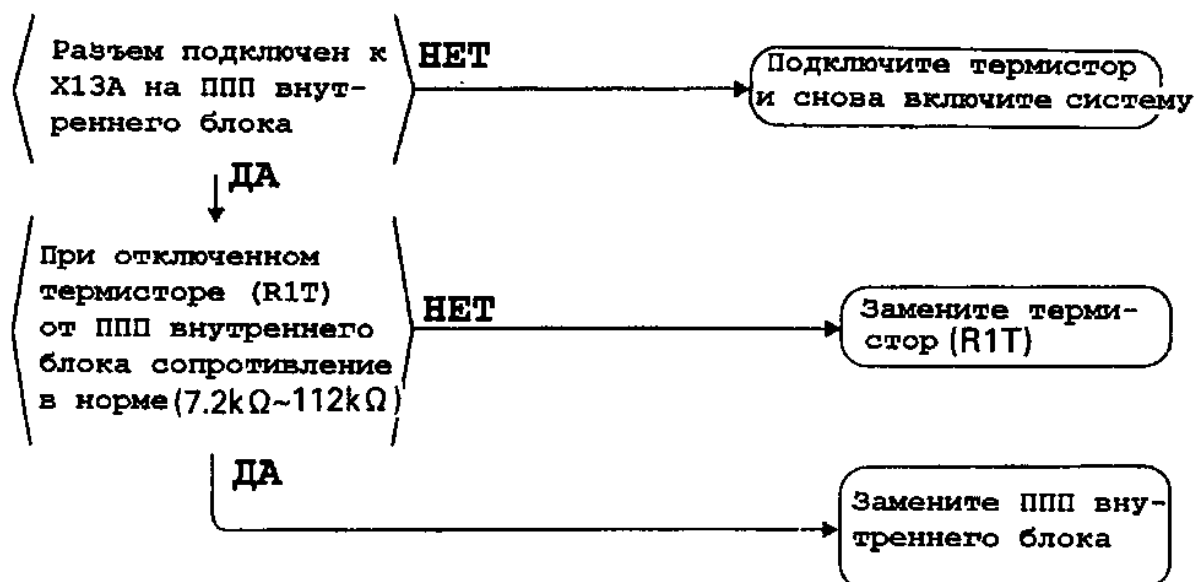 Разъем подключен к
Х13А на ППП внут-
реннего блока
НЕТ
Подключите термистор
и снова включите систему
ДА
При отключенном
термисторе (R1T)
от ППП внутреннего
блока сопротивление
в норме (7.2kΩ~112kΩ)
НЕТ
Замените терми-
стор (R1T)
ДА
Замените ППП вну-
треннего блока